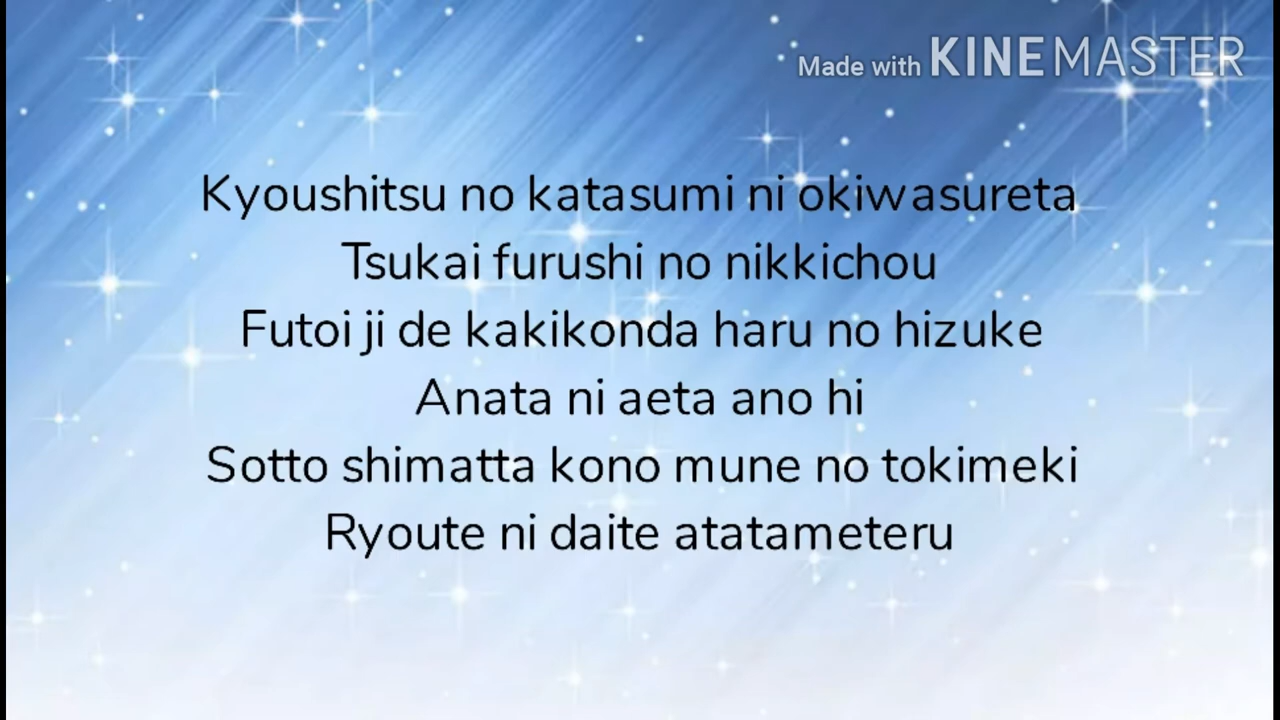 Made with KINEMASTER
Kyoushitsu no katasumi ni okiwasureta
Tsukai furushi no nikkichou
Futoi ji de kakikonda haru no hizuke
Anata ni aeta ano hi
Sotto shimatta kono mune no tokimeki
Ryoute ni daite atatameteru